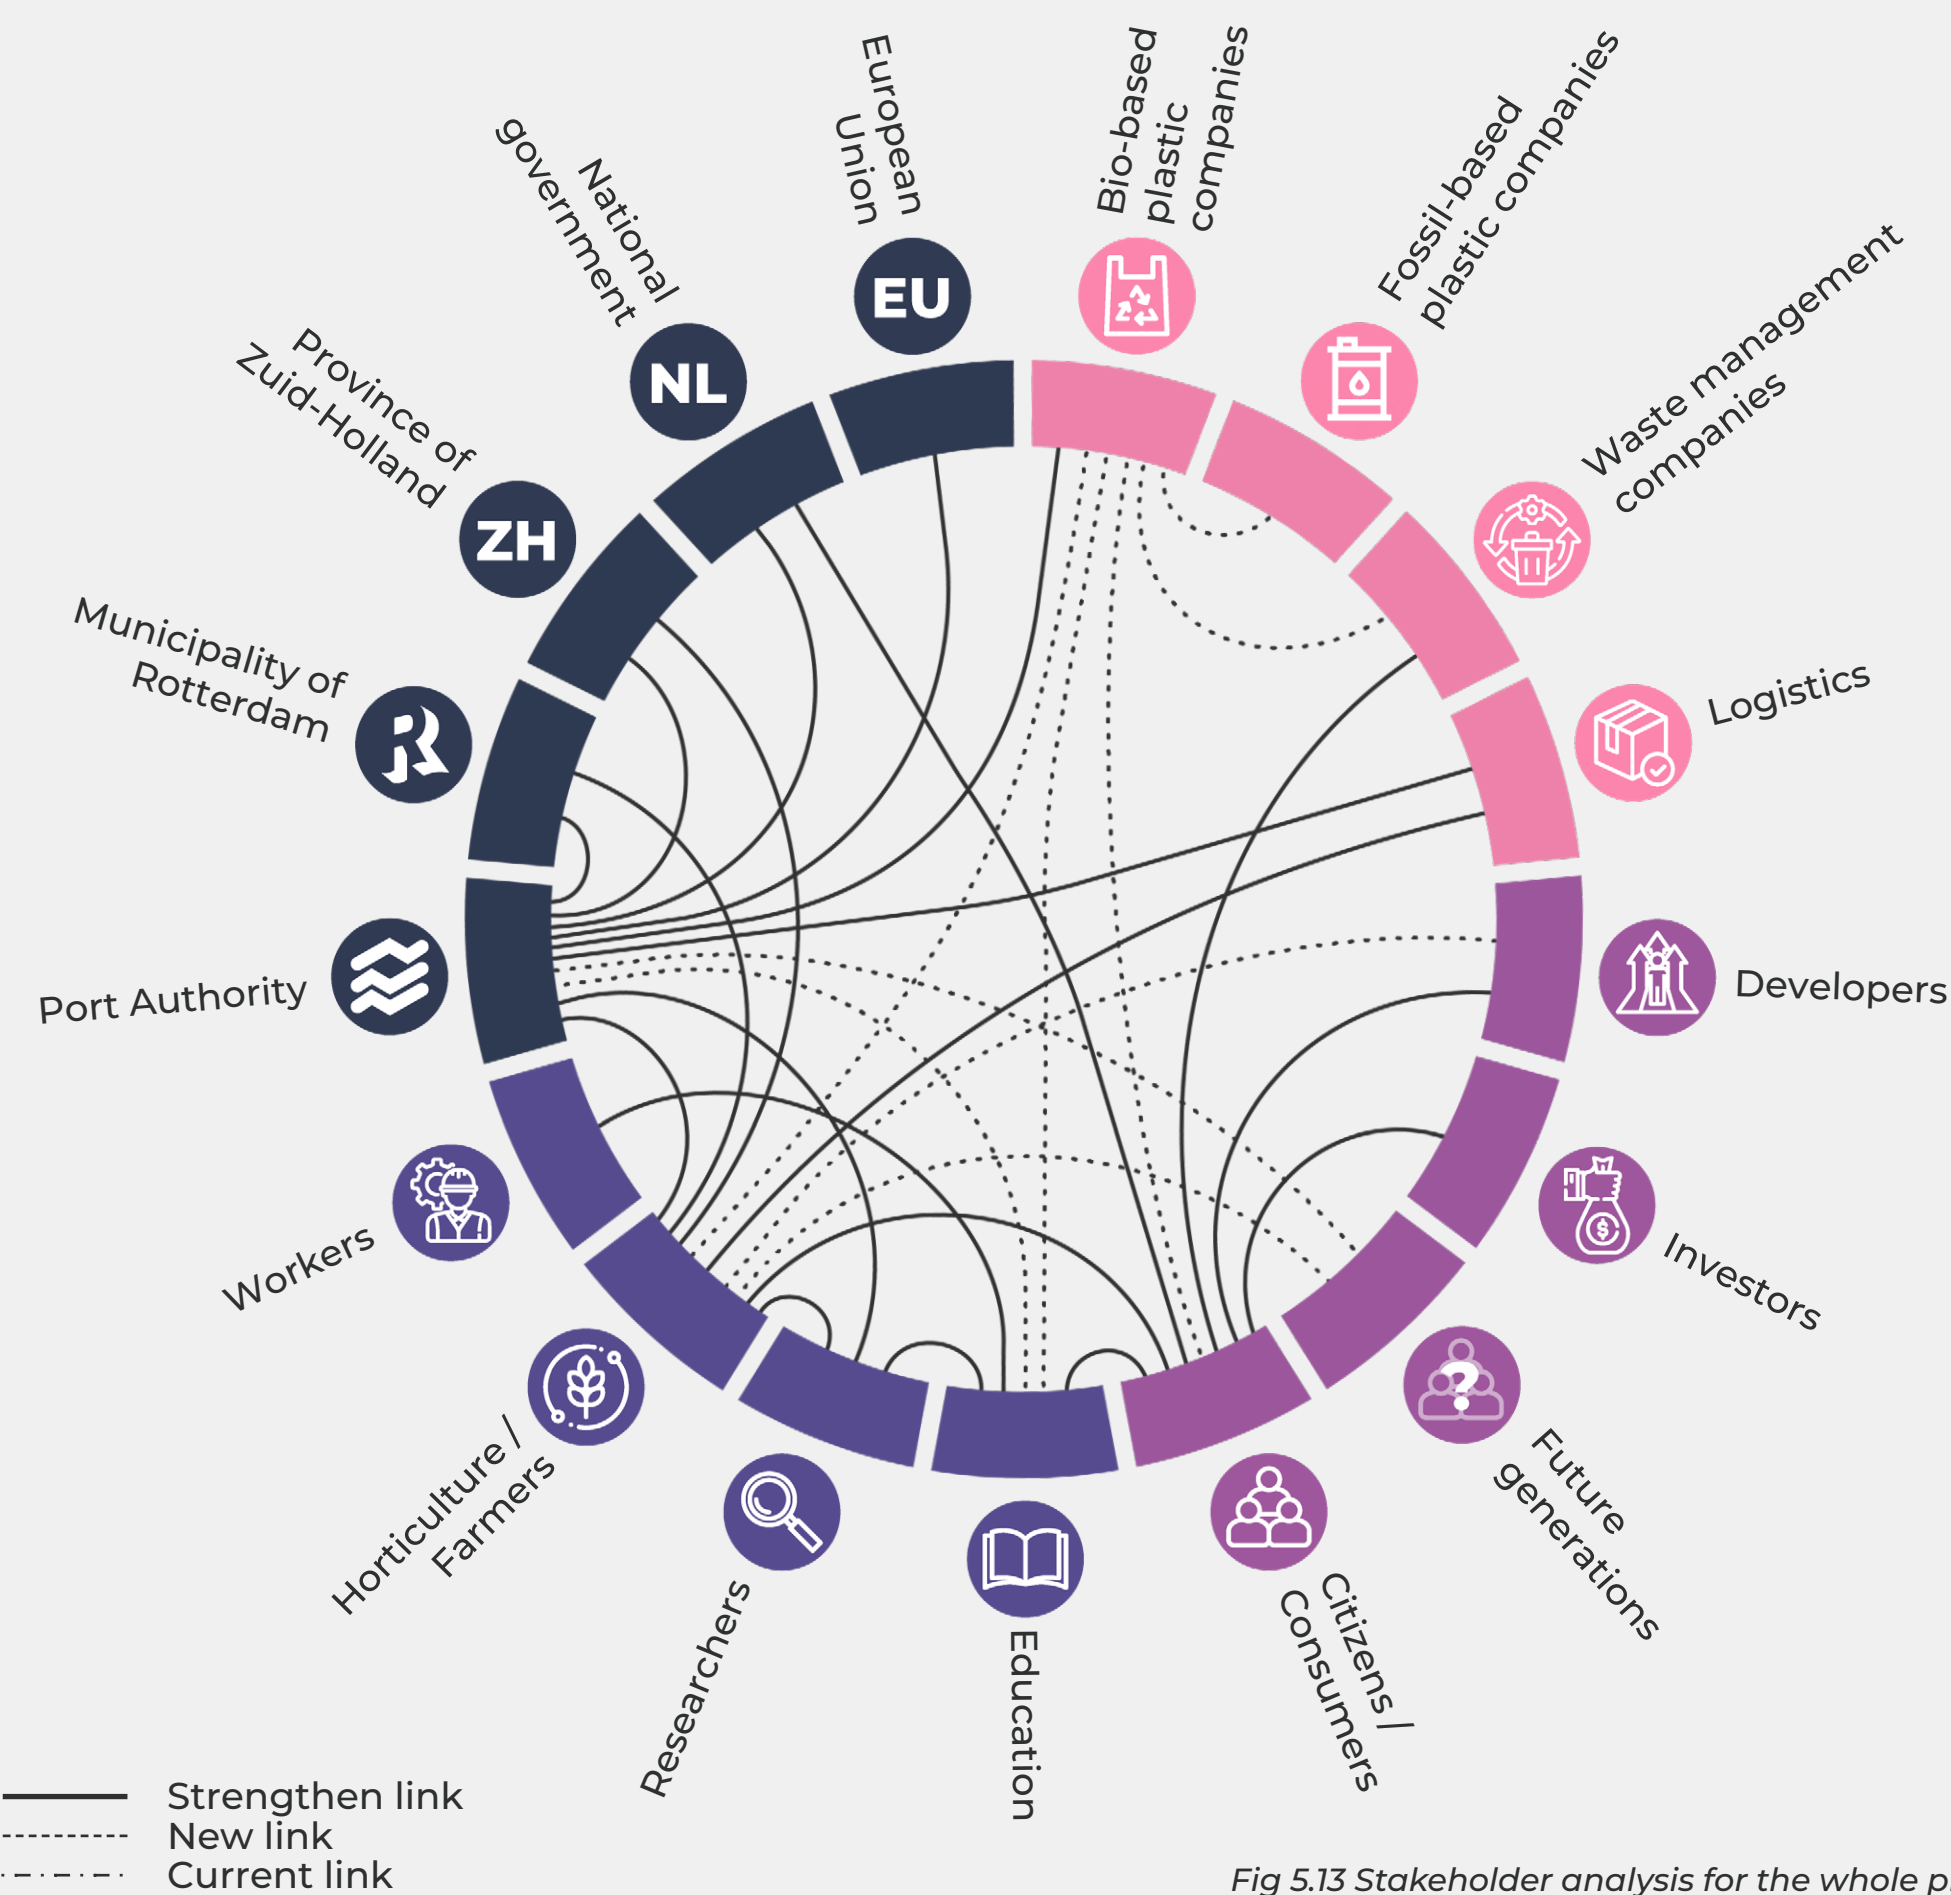 European
Union
Bio-based
plastic
companies
Fossil-based
plastic companies
Waste management
companies
Logistics
Developers
Investors
Future
generations
Citizens /
Consumers
Education
Researchers
Horticulture /
Farmers
Workers
Port Authority
Municipality of
Rotterdam
Province of
Zuid-Holland
National
government
EU
NL
ZH
R
$
?
Strengthen link
New link
Current link
Fig 5.13 Stakeholder analysis for the whole